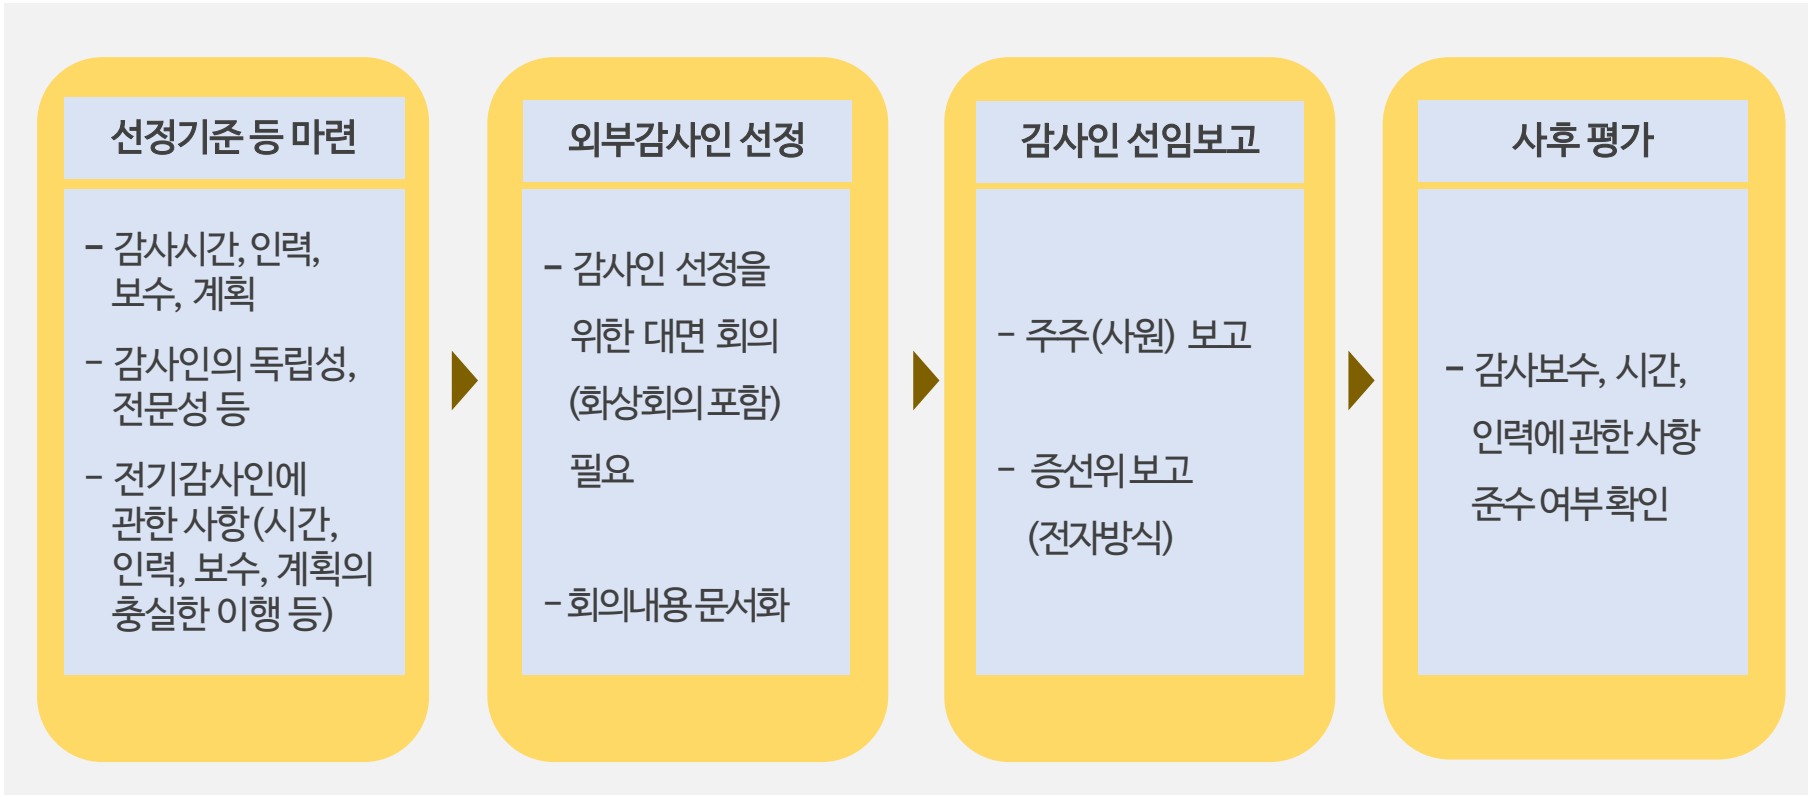 선정기준 등 마련
- 감사시간, 인력,
보수, 계획
- 감사인의 독립성,
전문성 등
- 전기감사인에
관한 사항(시간,
인력, 보수, 계획의
충실한 이행 등)
외부감사인 선정
- 감사인 선정을
위한 대면 회의
(화상회의 포함)
필요
- 회의내용 문서화
감사인 선임보고
- 주주(사원) 보고
- 증선위 보고
(전자방식)
사후 평가
- 감사보수, 시간,
인력에 관한 사항
준수 여부 확인